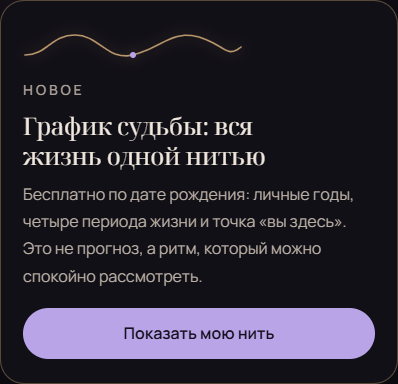 НОВОЕ
График судьбы: вся
жизнь одной нитью
Бесплатно по дате рождения: личные годы,
четыре периода жизни и точка «вы здесь».
Это не прогноз, а ритм, который можно
спокойно рассмотреть.
Показать мою нить